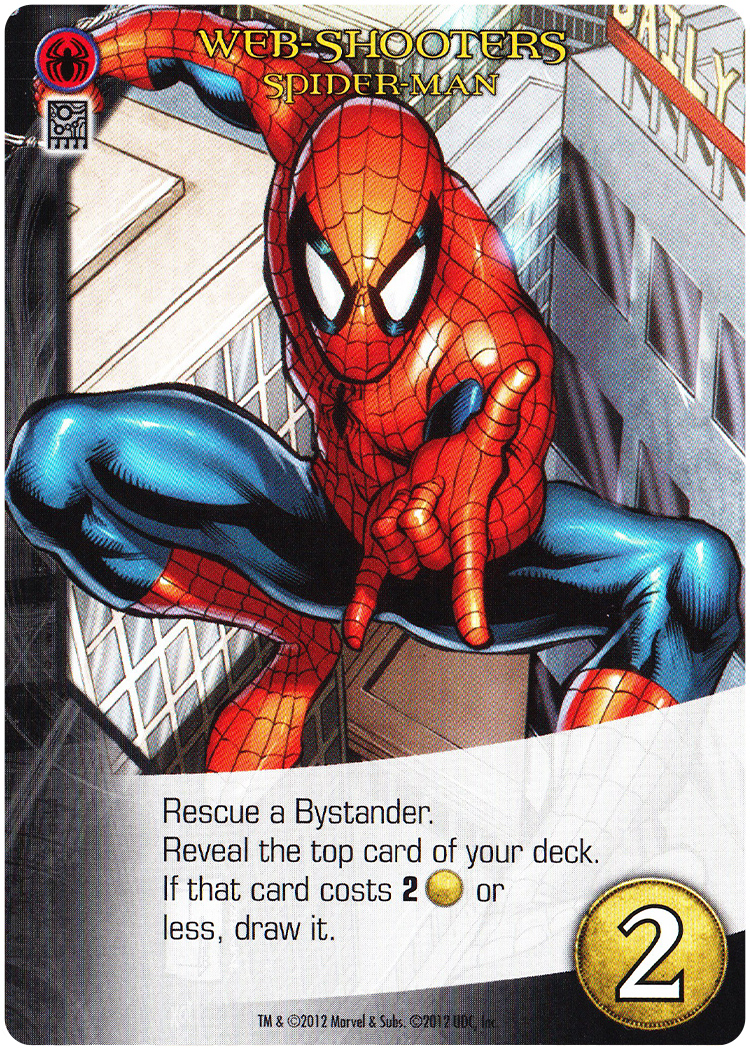 WEB-SHOOTERS
SPIDER-MAN
DAILY
Rescue a Bystander.
Reveal the top card of your deck.
If that card costs 2 or
less, draw it.
2
TM & ©2012 Marvel & Subs. ©2012 UDC, Inc.